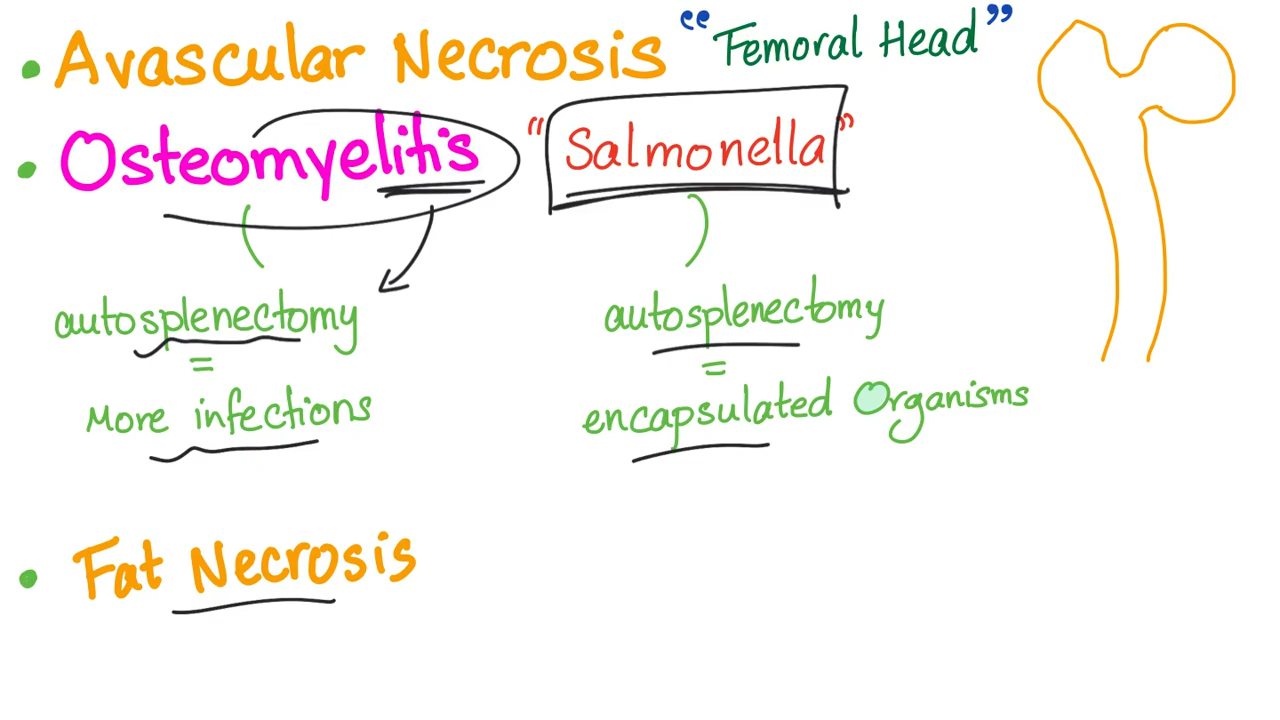 • Avascular Necrosis "“Femoral Head”
• Osteomyelitis “Salmonella”
autosplenectomy
=
More infections
autosplenectomy
=
encapsulated Organisms
• Fat Necrosis